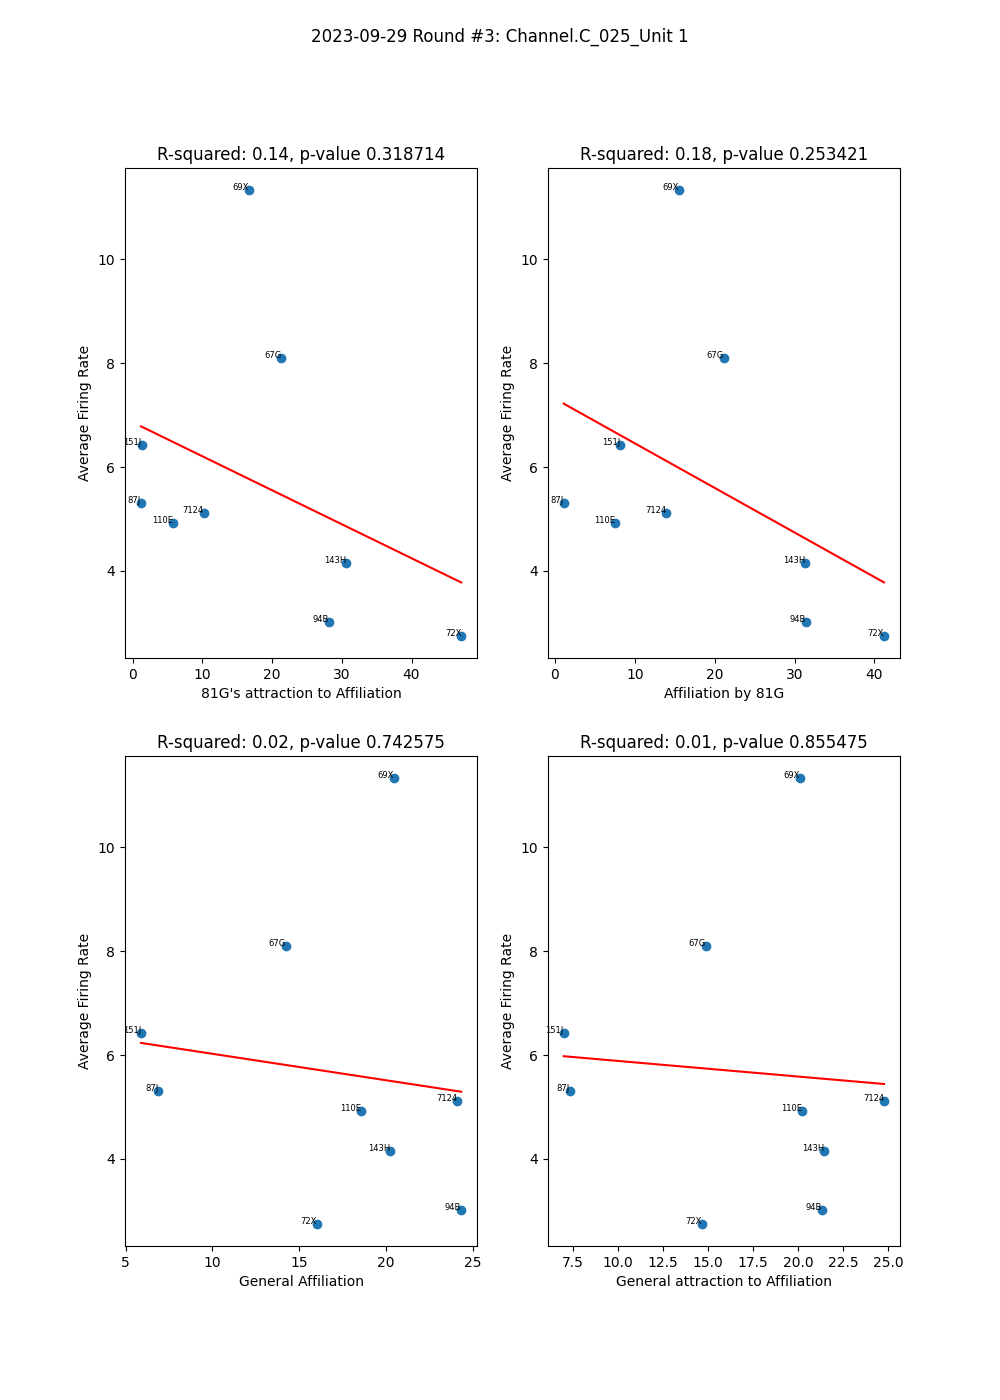 2023-09-29 Round #3: Channel.C_025_Unit 1
R-squared: 0.14, p-value 0.318714
69X
67G
151J
87J
7124
110E
143H
94B
72X
10
8
6
4
Average Firing Rate
0 10 20 30 40
81G's attraction to Affiliation
R-squared: 0.18, p-value 0.253421
69X
67G
151J
87J
7124
110E
143H
94B
72X
10
8
6
4
Average Firing Rate
0 10 20 30 40
Affiliation by 81G
R-squared: 0.02, p-value 0.742575
69X
67G
151J
87J
7124
110E
143H
94B
72X
10
8
6
4
Average Firing Rate
5 10 15 20 25
General Affiliation
R-squared: 0.01, p-value 0.855475
69X
67G
151J
87J
7124
110E
143H
94B
72X
10
8
6
4
Average Firing Rate
7.5 10.0 12.5 15.0 17.5 20.0 22.5 25.0
General attraction to Affiliation